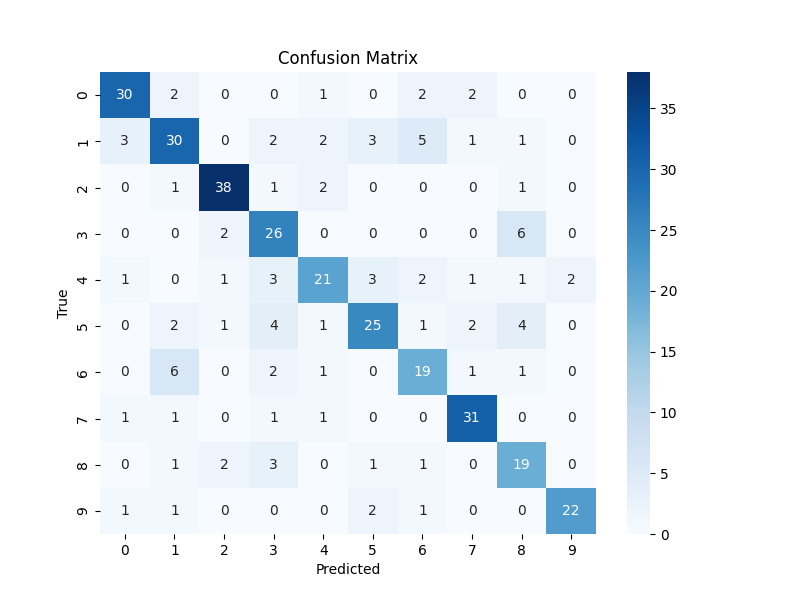 Confusion Matrix
0 30 2 0 0 1 0 2 2 0 0
1 3 30 0 2 2 3 5 1 1 0
2 0 1 38 1 2 0 0 0 1 0
3 0 0 2 26 0 0 0 0 6 0
4 1 0 1 3 21 3 2 1 1 2
5 0 2 1 4 1 25 1 2 4 0
6 0 6 0 2 1 0 19 1 1 0
7 1 1 0 1 1 0 0 31 0 0
8 0 1 2 3 0 1 1 0 19 0
9 1 1 0 0 0 2 1 0 0 22
0 1 2 3 4 5 6 7 8 9
Predicted
True
35
30
25
20
15
10
5
0